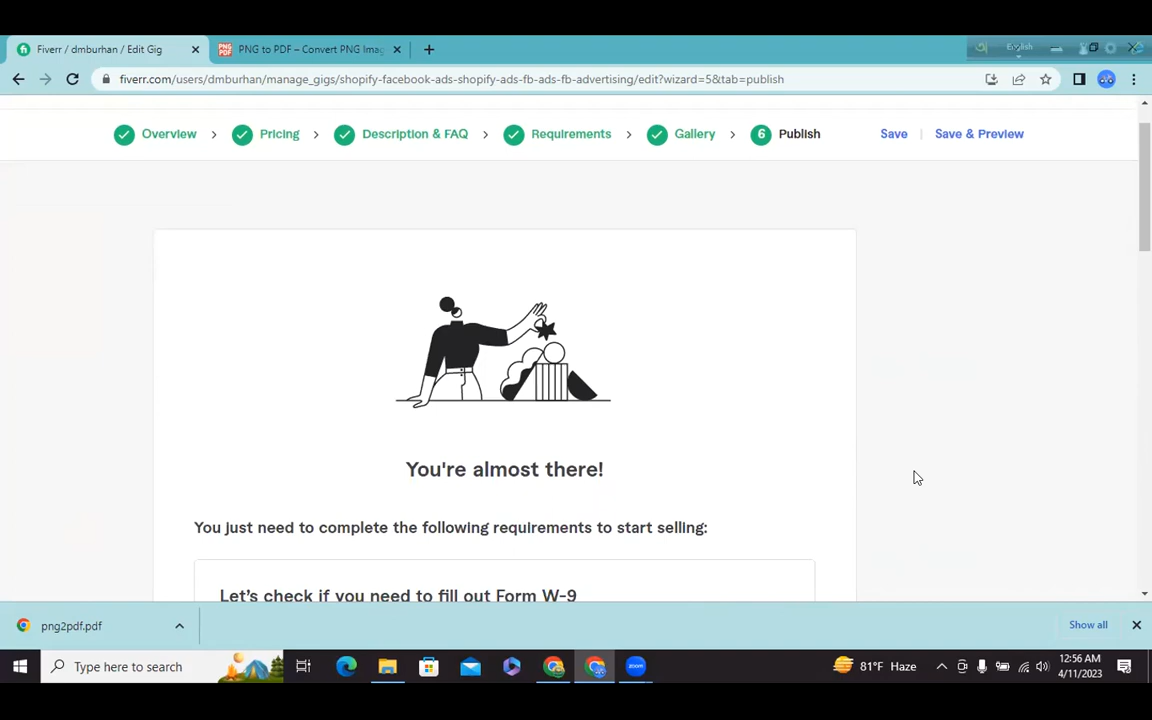 Fiverr / dmburhan / Edit Gig
PNG to PDF – Convert PNG Imag
English
fiverr.com/users/dmburhan/manage_gigs/shopify-facebook-ads-shopify-ads-fb-ads-fb-advertising/edit?wizard=5&tab=publish
Overview > Pricing > Description & FAQ > Requirements > Gallery > 6 Publish Save | Save & Preview
You're almost there!
You just need to complete the following requirements to start selling:
Let's check if you need to fill out Form W-9
png2pdf.pdf
Show all
Type here to search
zoom
81°F Haze
12:56 AM
4/11/2023